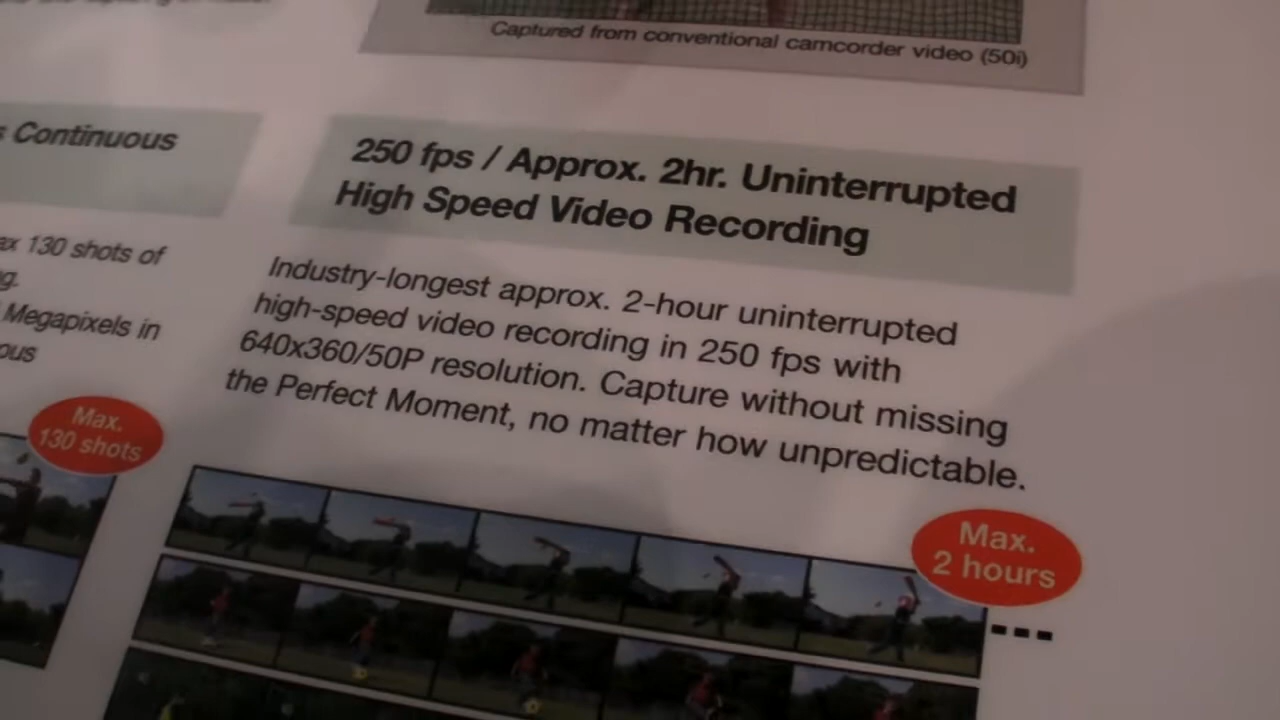 Captured from conventional camcorder video (50i)
Continuous
250 fps / Approx. 2hr. Uninterrupted
High Speed Video Recording
130 shots of
Megapixels in
Industry-longest approx. 2-hour uninterrupted
high-speed video recording in 250 fps with
640x360/50P resolution. Capture without missing
the Perfect Moment, no matter how unpredictable.
Max.
130 shots
Max.
2 hours